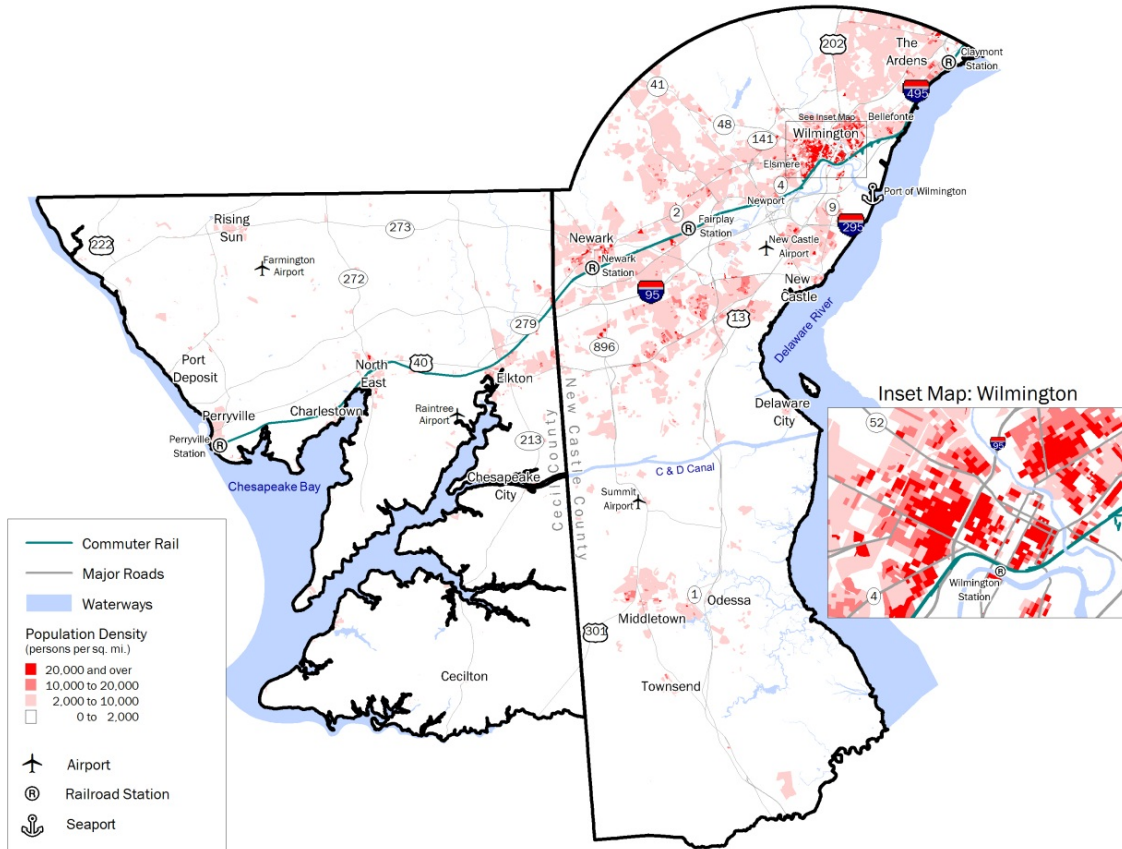 202
The
Ardens
Claymont
Station
41
495
See Inset Map
Bellefonte
48
141
Wilmington
Elsmere
4
Port of Wilmington
Newport
9
2
Fairplay
Station
295
222
Rising
Sun
273
Newark
New Castle
Airport
Farmington
Airport
Newark
Station
272
95
New
Castle
279
13
Delaware River
896
Port
Deposit
North
East
40
Elkton
Inset Map: Wilmington
Perryville
Charlestown
Raintree
Airport
Delaware
City
52
95
Perryville
Station
213
Cecil County
New Castle County
C & D Canal
Chesapeake Bay
Chesapeake
City
Summit
Airport
Wilmington
Station
4
Commuter Rail
Major Roads
Waterways
Population Density
(persons per sq. mi.)
20,000 and over
10,000 to 20,000
2,000 to 10,000
0 to 2,000
Airport
Railroad Station
Seaport
1
Odessa
Middletown
301
Cecilton
Townsend
R
R
R
R
R
R